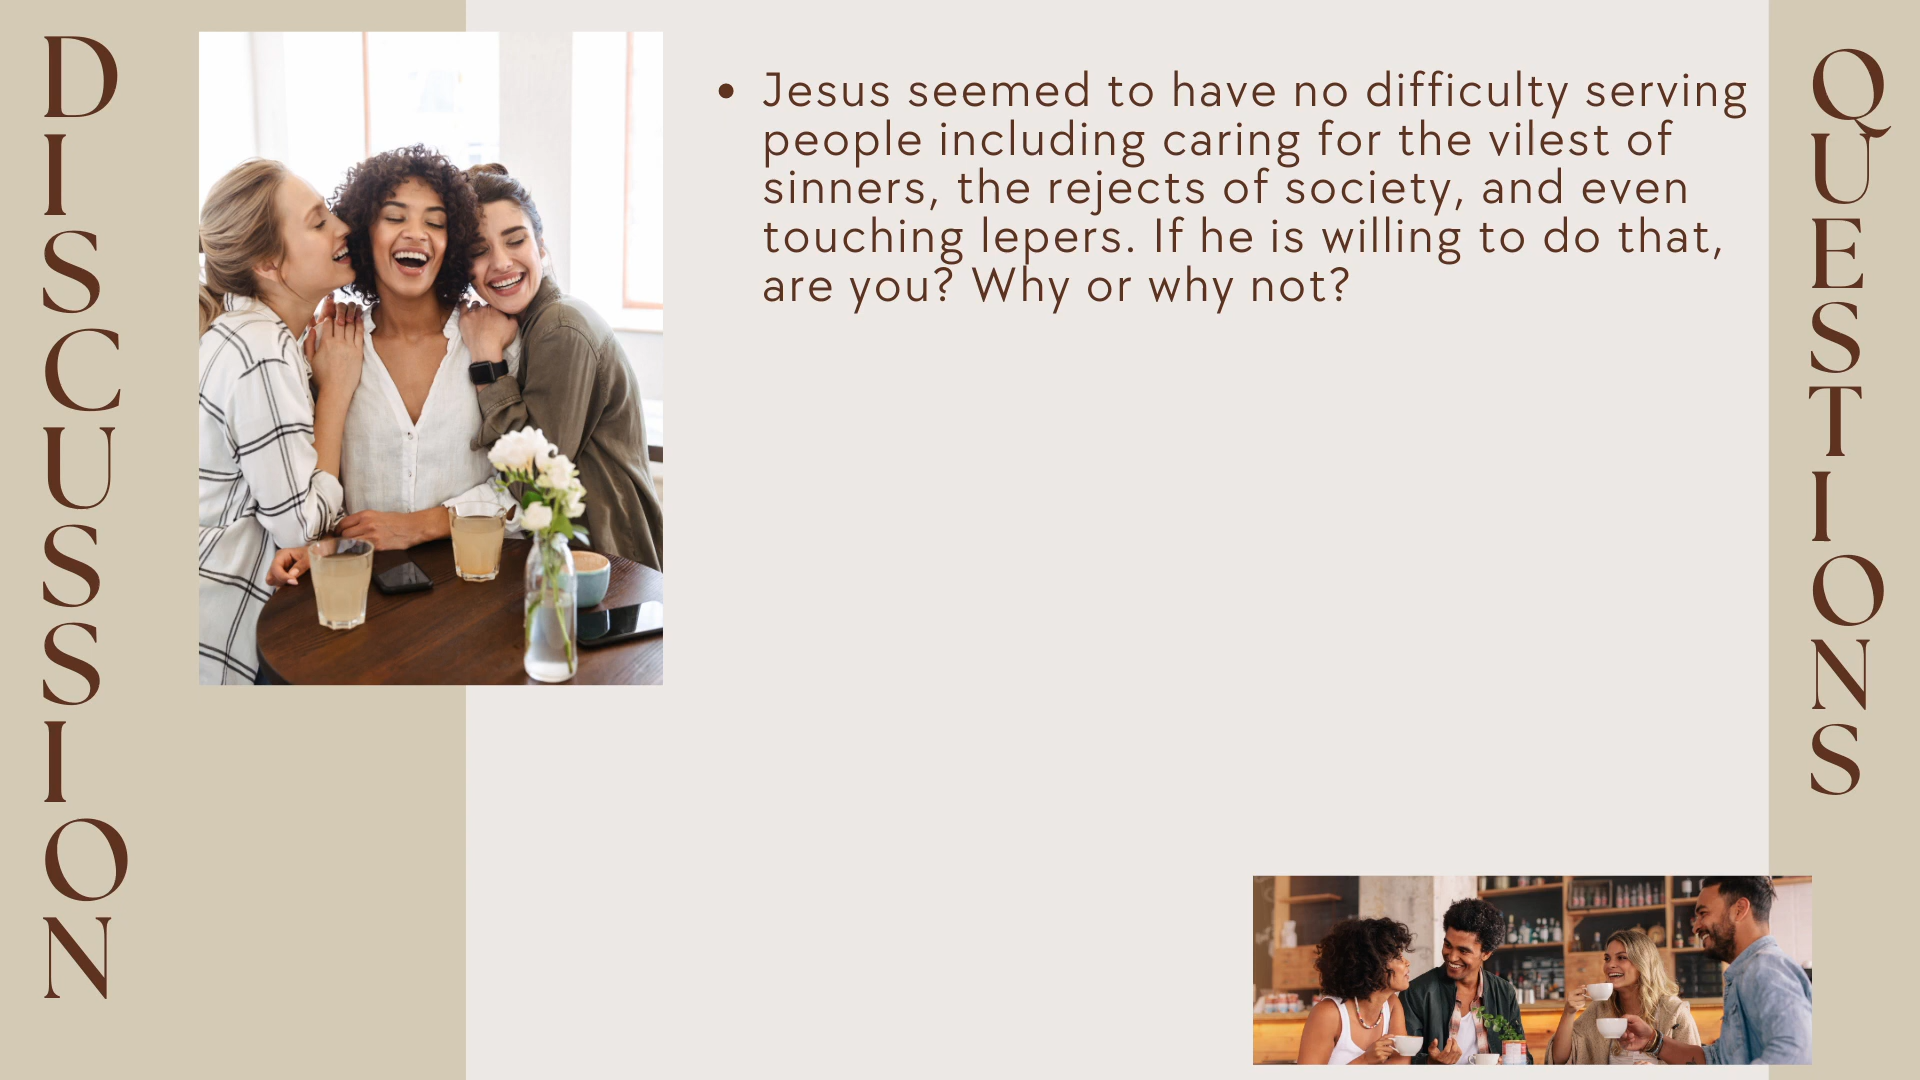 DISCUSSION
• Jesus seemed to have no difficulty serving
people including caring for the vilest of
sinners, the rejects of society, and even
touching lepers. If he is willing to do that,
are you? Why or why not?
QUESTIONS